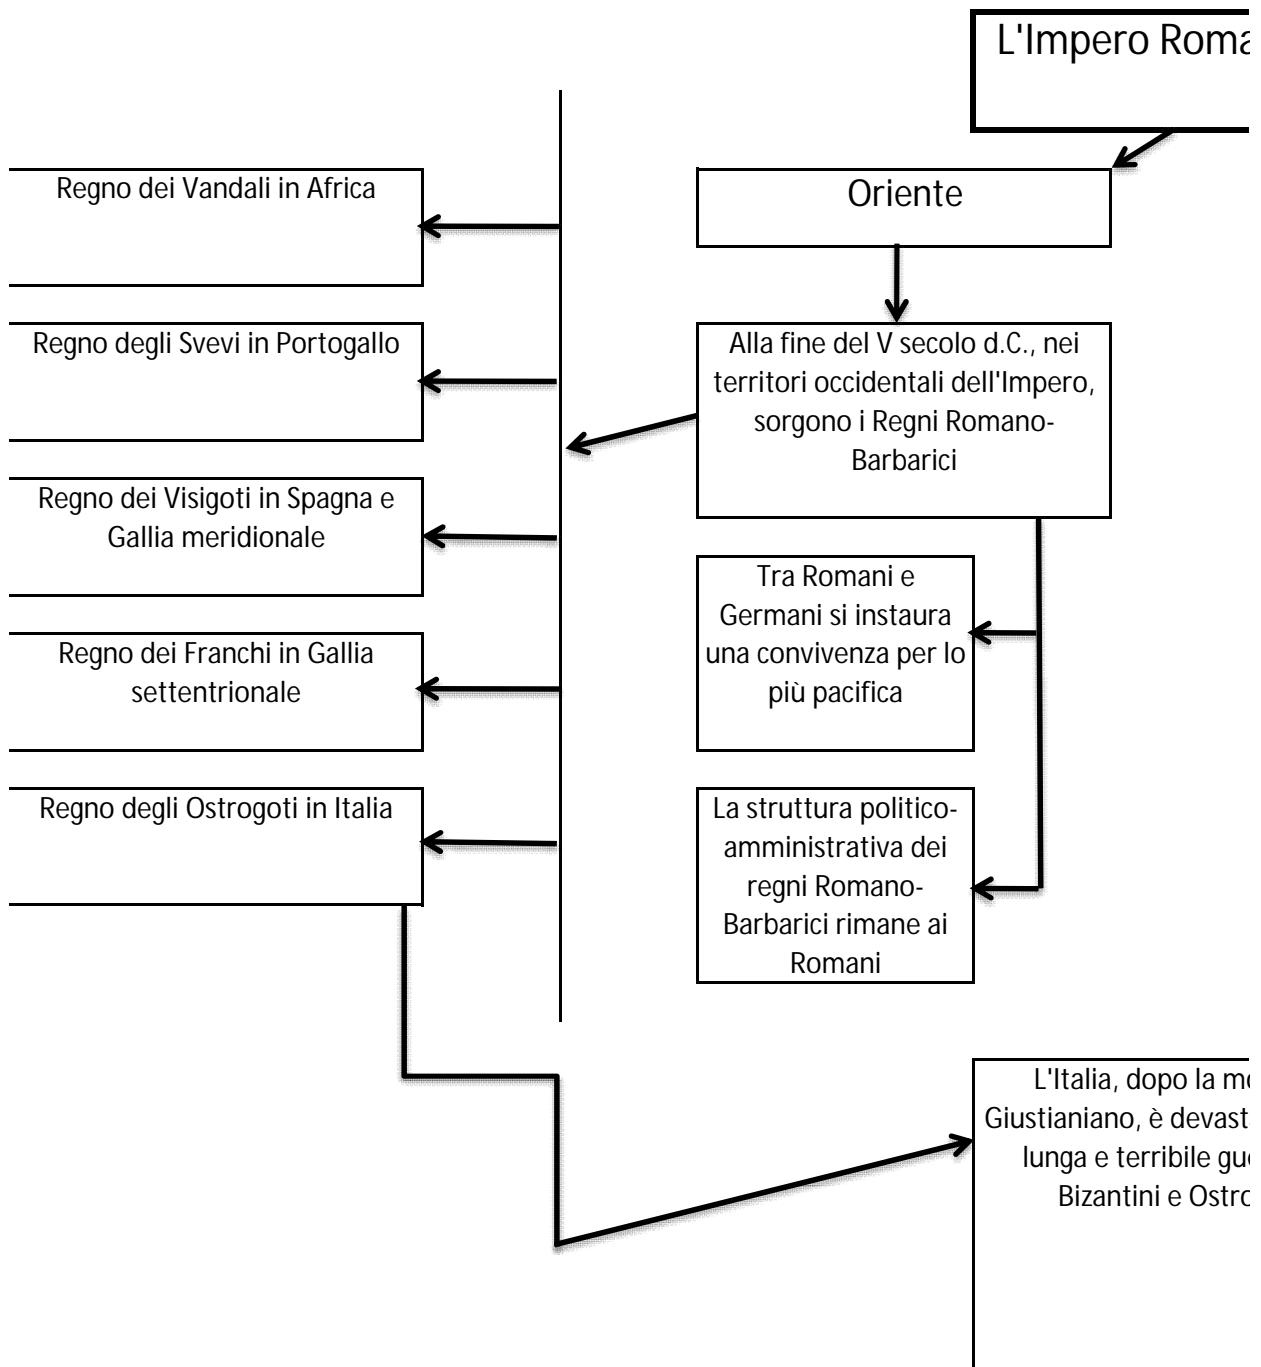 L'Impero
Oriente
Alla fine del V secolo d.C., nei
territori occidentali dell'Impero,
sorgono i Regni Romano-
Barbarici
Regno dei Vandali in Africa
Regno degli Svevi in Portogallo
Regno dei Visigoti in Spagna e
Gallia meridionale
Regno dei Franchi in Gallia
settentrionale
Regno degli Ostrogoti in Italia
Tra Romani e
Germani si instaura
una convivenza per lo
più pacifica
La struttura politico-
amministrativa dei
regni Romano-
Barbarici rimane ai
Romani
L'Italia, dopo la
Giustianiano, è
lunga e terribile
Bizantini e